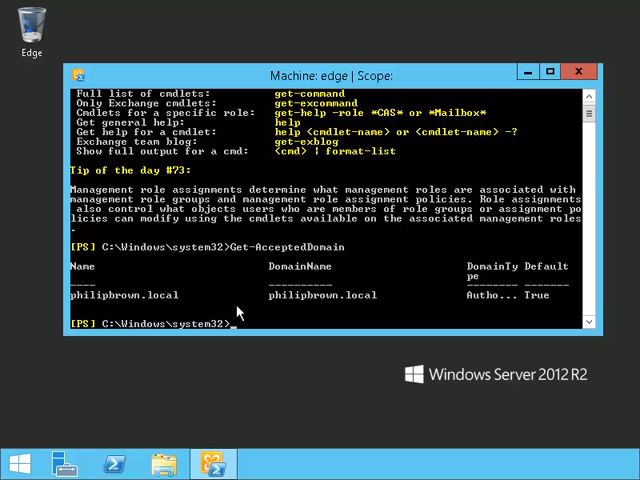 Edge
Machine: edge | Scope:
Full list of cmdlets: get-command
Only Exchange cmdlets: get-excommand
Cmdlets for a specific role: get-help -role *CAS* or *Mailbox*
Get general help: help
Get help for a cmdlet: help <cmdlet-name> or <cmdlet-name> -?
Exchange team blog: get-exblog
Show full output for a cmd: <cmd> | format-list
Tip of the day #73:
Management role assignments determine what management roles are associated with
management role groups and management role assignment policies. Role assignments
also control what objects users who are members of role groups or assignment po
licies can modify using the cmdlets available on the associated management roles
.
[PS] C:\Windows\system32>Get-AcceptedDomain
Name DomainName DomainTy Default
pe
---- ---------- -------- -------
philipbrown.local philipbrown.local Autho... True
[PS] C:\Windows\system32>_
Windows Server 2012 R2